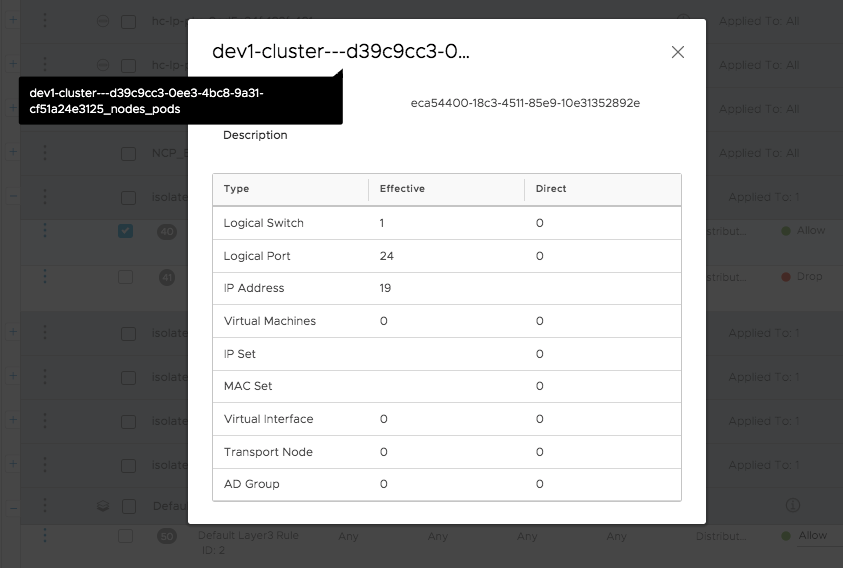 hc-lp-
Applied To: All
dev1-cluster---d39c9cc3-0...
hc-lp-
Applied To: All
dev1-cluster---d39c9cc3-0ee3-4bc8-9a31-
cf51a24e3125_nodes_pods
eca54400-18c3-4511-85e9-10e31352892e
Applied To: All
Description
NCP_
Applied To: All
Type Effective Direct
isolate Applied To: 1
Logical Switch 1 0
40 Distribut... Allow
Logical Port 24 0
41 Distribut... Drop
IP Address 19
Virtual Machines 0 0
isolate Applied To: 1
IP Set 0
isolate Applied To: 1
MAC Set 0
Virtual Interface 0 0
isolate Applied To: 1
Transport Node 0 0
isolate Applied To: 1
AD Group 0 0
Defau
50 Default Layer3 Rule Any Any Any Any Distribut... Allow
ID: 2